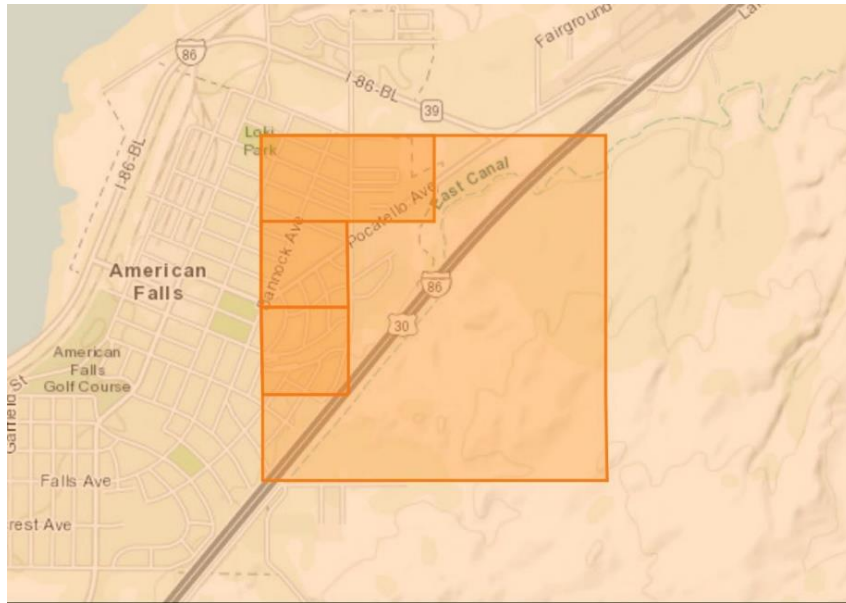 Fairground
La
86
I-86-BL
39
Loki
Park
I-86-BL
East Canal
Pocatello Ave
Bannock Ave
American
Falls
86
30
American
Falls
Golf Course
Garfield St
Falls Ave
rest Ave